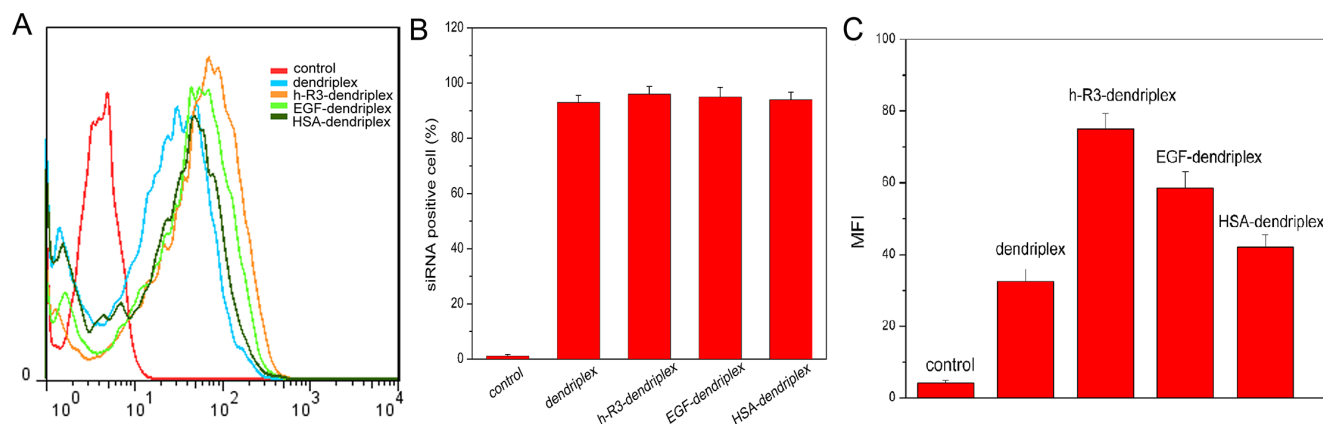 A
control
dendriplex
h-R3-dendriplex
EGF-dendriplex
HSA-dendriplex
0
10^0 10^1 10^2 10^3 10^4
B
siRNA positive cell (%)
120
100
80
60
40
20
0
control dendriplex h-R3-dendriplex EGF-dendriplex HSA-dendriplex
C
MFI
100
80
60
40
20
0
control
dendriplex
h-R3-dendriplex
EGF-dendriplex
HSA-dendriplex